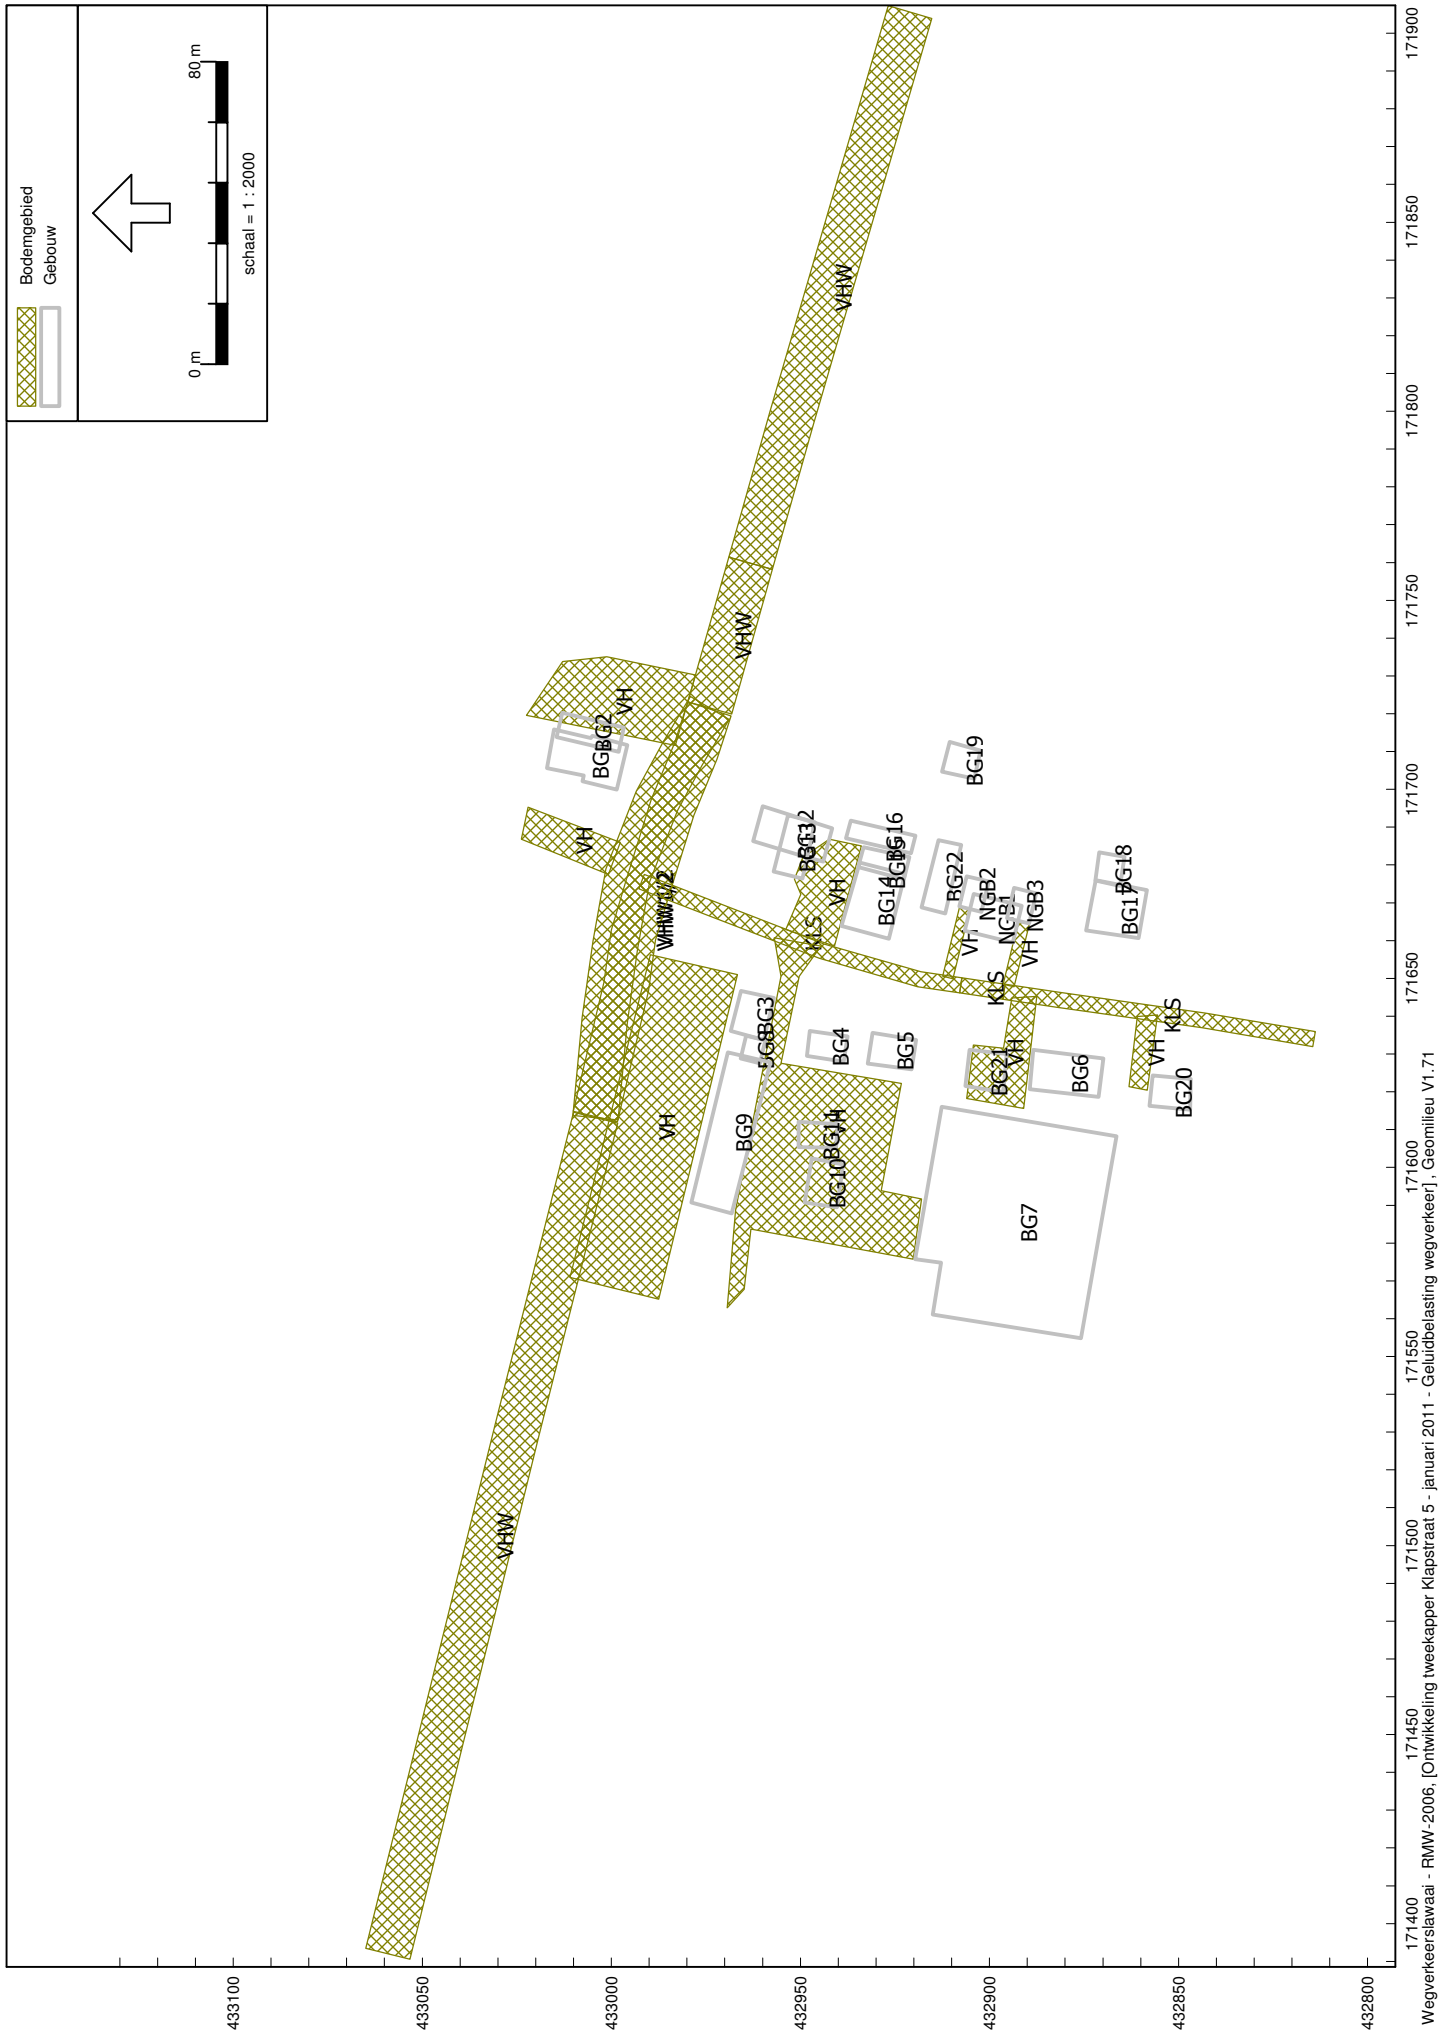 Bodemgebied
Gebouw
0 m
80 m
schaal = 1 : 2000
VHW
VHW
VHW
VH
VH
VH
VH
VH
VH
VH
VH
VH
KLS
KLS
KLS
BG2
BG3
BG4
BG5
BG6
BG7
BG9
BG10
BG11
BG13
BG14
BG15
BG16
BG17
BG18
BG19
BG20
BG21
BG22
NGB1
NGB2
NGB3
433100
433050
433000
432950
432900
432850
432800
171400
171450
171500
171550
171600
171650
171700
171750
171800
171850
171900
Wegverkeerslawaai - RMW-2006, [Ontwikkeling tweekapper Klapstraat 5 - januari 2011 - Geluidbelasting wegverkeer] , Geomilieu V1.71